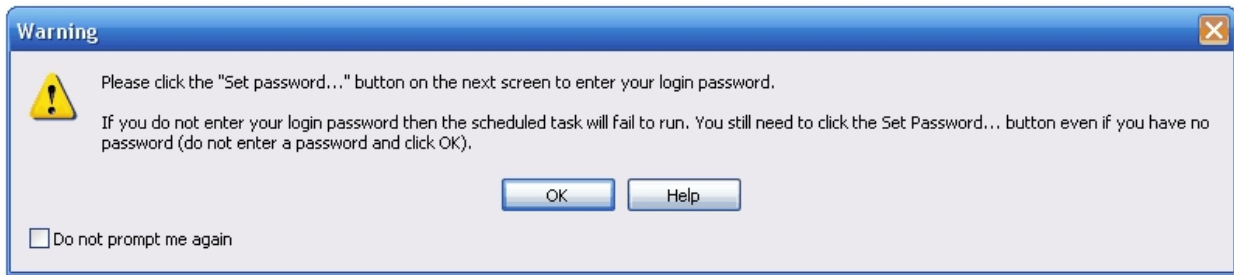 Warning
Please click the "Set password..." button on the next screen to enter your login password.
If you do not enter your login password then the scheduled task will fail to run. You still need to click the Set Password... button even if you have no
password (do not enter a password and click OK).
OK Help
Do not prompt me again